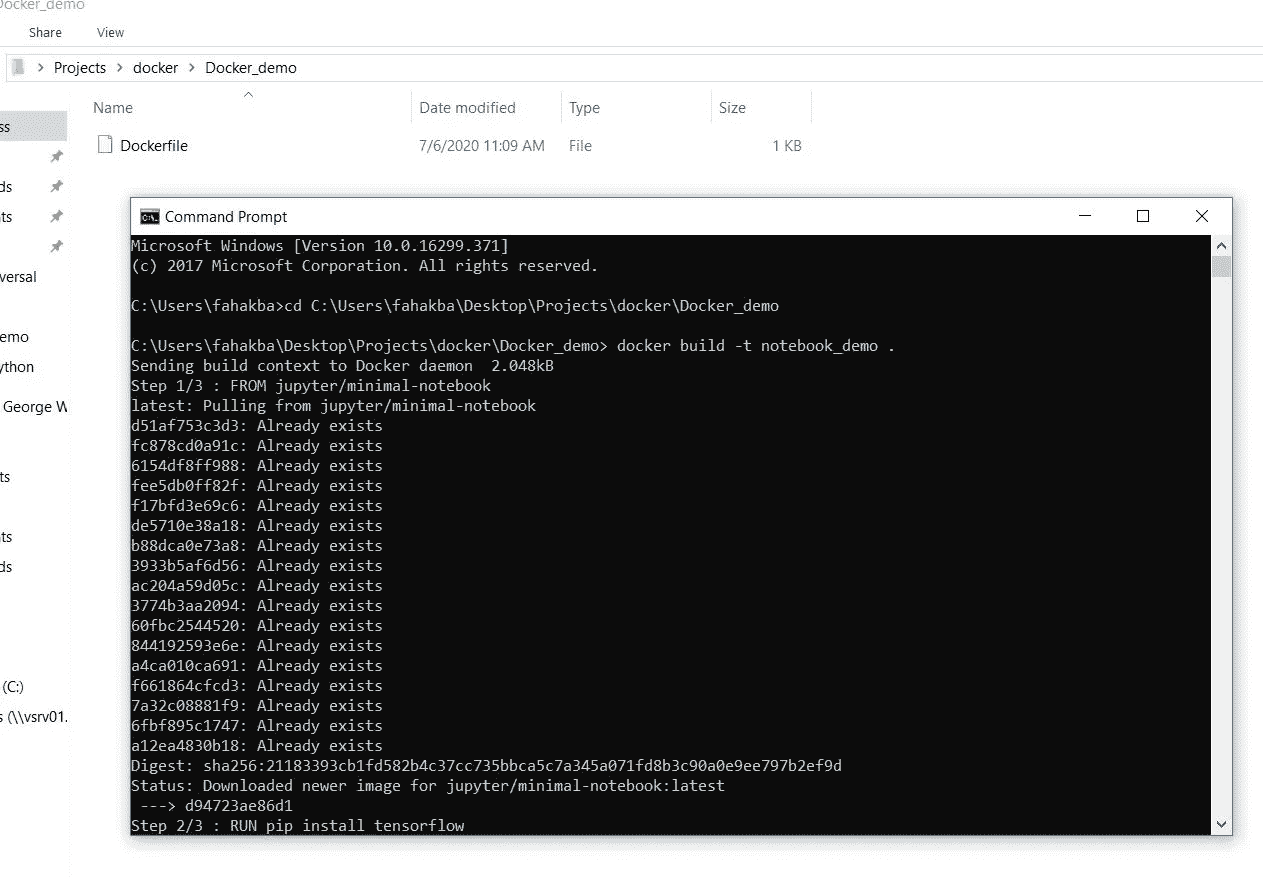 Docker_demo
Share View
Projects > docker > Docker_demo
Name Date modified Type Size
ss
Dockerfile 7/6/2020 11:09 AM File 1 KB
ds
ts
versal
emo
ython
George W
ts
ts
ds
(C:)
s (\\vsrv01.
Command Prompt
Microsoft Windows [Version 10.0.16299.371]
(c) 2017 Microsoft Corporation. All rights reserved.
C:\Users\fahakba>cd C:\Users\fahakba\Desktop\Projects\docker\Docker_demo
C:\Users\fahakba\Desktop\Projects\docker\Docker_demo> docker build -t notebook_demo .
Sending build context to Docker daemon 2.048kB
Step 1/3 : FROM jupyter/minimal-notebook
latest: Pulling from jupyter/minimal-notebook
d51af753c3d3: Already exists
fc878cd0a91c: Already exists
6154df8ff988: Already exists
fee5db0ff82f: Already exists
f17bfd3e69c6: Already exists
de5710e38a18: Already exists
b88dca0e73a8: Already exists
3933b5af6d56: Already exists
ac204a59d05c: Already exists
3774b3aa2094: Already exists
60fbc2544520: Already exists
844192593e6e: Already exists
a4ca010ca691: Already exists
f661864cfcd3: Already exists
7a32c08881f9: Already exists
6fbf895c1747: Already exists
a12ea4830b18: Already exists
Digest: sha256:21183393cb1fd582b4c37cc735bbca5c7a345a071fd8b3c90a0e9ee797b2ef9d
Status: Downloaded newer image for jupyter/minimal-notebook:latest
---> d94723ae86d1
Step 2/3 : RUN pip install tensorflow